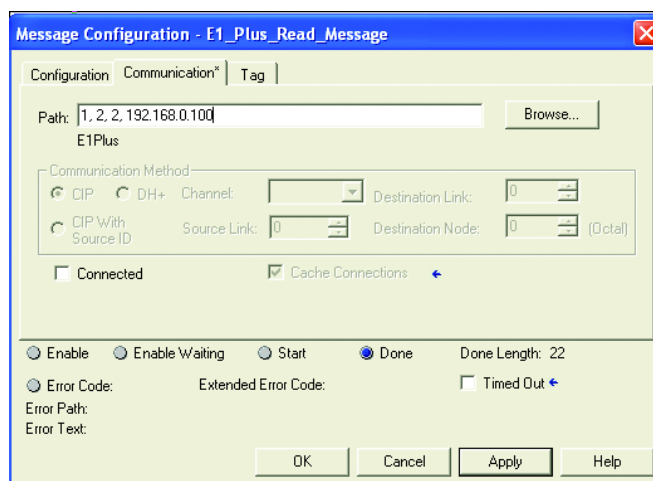 Message Configuration - E1_Plus_Read_Message
Configuration Communication* Tag
Path: 1, 2, 2, 192.168.0.100 Browse...
E1Plus
Communication Method
CIP DH+ Channel: Destination Link: 0
CIP With Source ID Source Link: 0 Destination Node: 0 (Octal)
Connected Cache Connections
Enable Enable Waiting Start Done Done Length: 22
Error Code: Extended Error Code: Timed Out
Error Path:
Error Text:
OK Cancel Apply Help